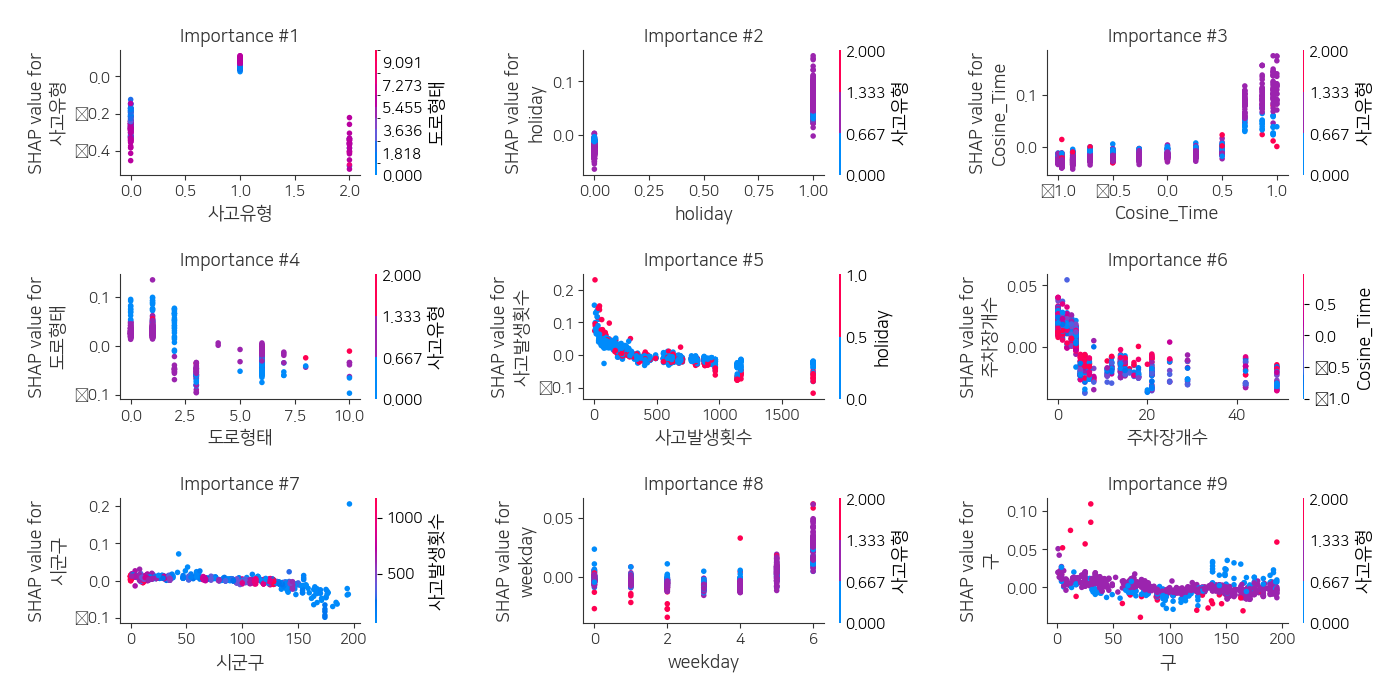 Importance #1
SHAP value for
사고유형
0.0
0.2
0.4
0.0
0.5
1.0
1.5
2.0
사고유형
9.091
7.273
5.455
3.636
1.818
0.000
도로형태
Importance #2
SHAP value for
holiday
0.1
0.0
0.00
0.25
0.50
0.75
1.00
holiday
2.000
1.333
0.667
0.000
사고유형
Importance #3
SHAP value for
Cosine_Time
0.1
0.0
1.0
0.5
0.0
0.5
1.0
Cosine_Time
2.000
1.333
0.667
0.000
사고유형
Importance #4
SHAP value for
도로형태
0.1
0.0
0.1
0.0
2.5
5.0
7.5
10.0
도로형태
2.000
1.333
0.667
0.000
사고유형
Importance #5
SHAP value for
사고발생횟수
0.2
0.1
0.0
0.1
0
500
1000
1500
사고발생횟수
1.0
0.5
0.0
holiday
Importance #6
SHAP value for
주차장개수
0.05
0.00
0
20
40
주차장개수
0.5
0.0
0.5
1.0
Cosine_Time
Importance #7
SHAP value for
시군구
0.2
0.1
0.0
0.1
0
50
100
150
200
시군구
1000
500
사고발생횟수
Importance #8
SHAP value for
weekday
0.05
0.00
0
2
4
6
weekday
2.000
1.333
0.667
0.000
사고유형
Importance #9
SHAP value for
구
0.10
0.05
0.00
0
50
100
150
200
구
2.000
1.333
0.667
0.000
사고유형